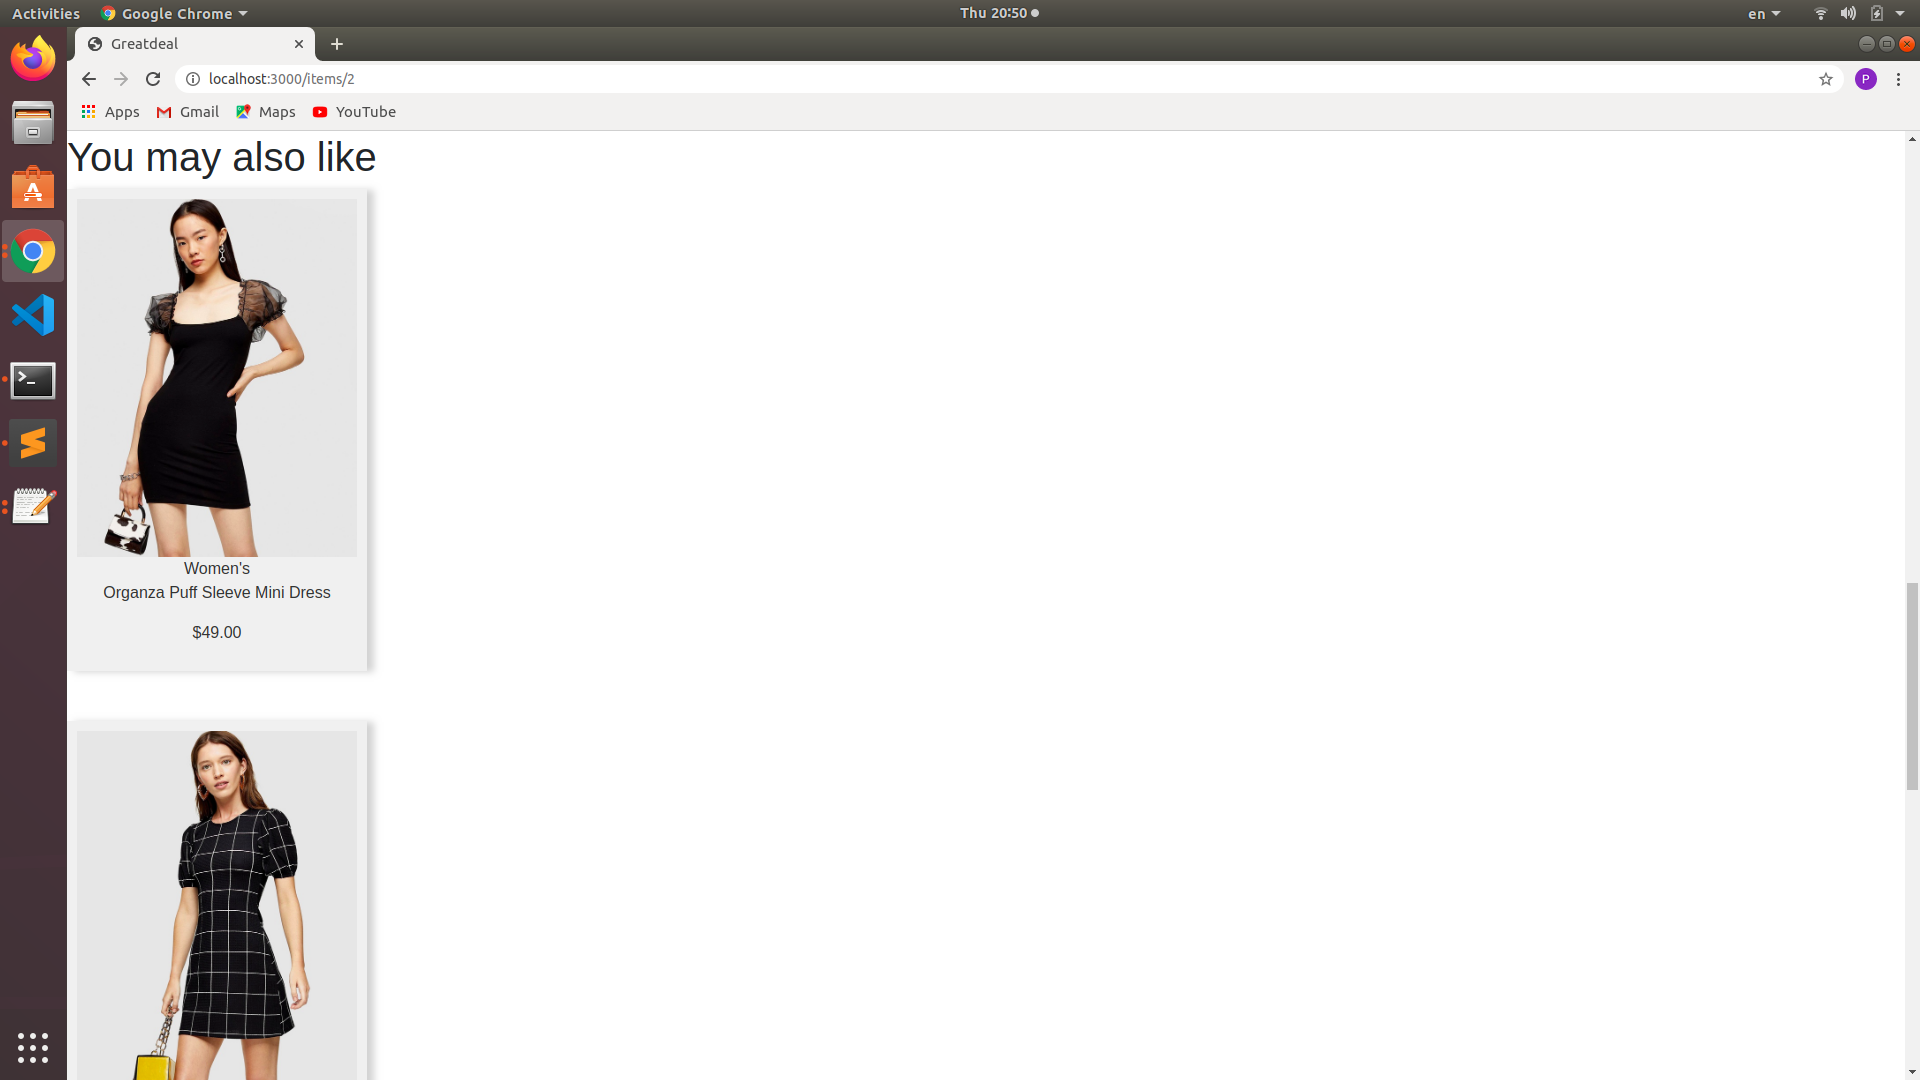 Activities
Google Chrome
Thu 20:50
en
Greatdeal
localhost:3000/items/2
P
Apps
Gmail
Maps
YouTube
You may also like
Women's
Organza Puff Sleeve Mini Dress
$49.00